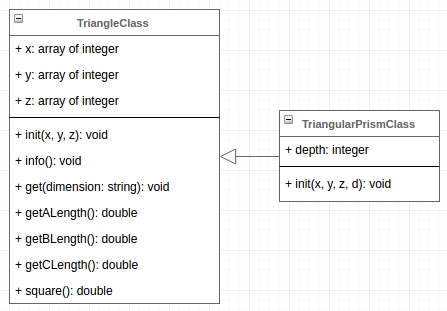 TriangleClass
+ x: array of integer
+ y: array of integer
+ z: array of integer
+ init(x, y, z): void
+ info(): void
+ get(dimension: string): void
+ getALength(): double
+ getBLength(): double
+ getCLength(): double
+ square(): double
TriangularPrismClass
+ depth: integer
+ init(x, y, z, d): void